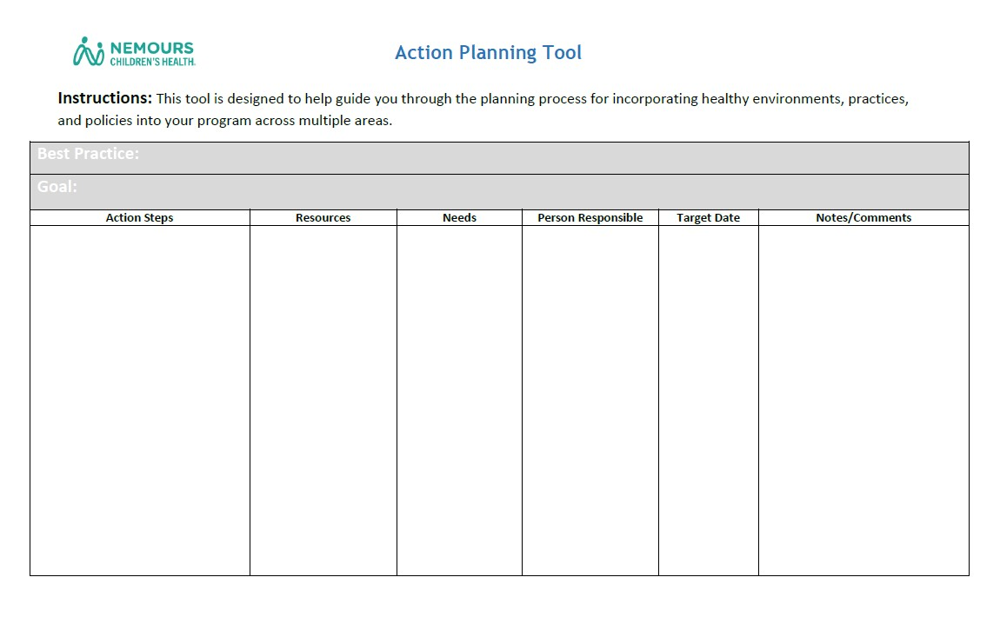 NEMOURS
CHILDREN'S HEALTH.
Action Planning Tool
Instructions: This tool is designed to help guide you through the planning process for incorporating healthy environments, practices,
and policies into your program across multiple areas.
Best Practice:
Goal:
Action Steps Resources Needs Person Responsible Target Date Notes/Comments